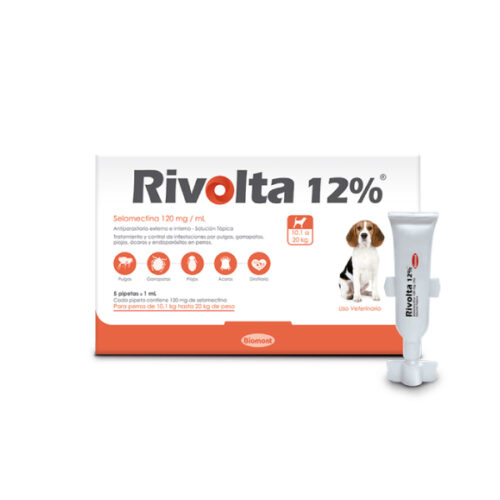 Rivolta 12%®
Selamectina 120 mg / mL
Antiparasitario externo e interno - Solución Tópica
Tratamiento y control de infestaciones por pulgas, garrapatas,
piojos, ácaros y endoparásitos en perros.
10,1 a
20 kg
Pulgas Garrapatas Piojos Ácaros Dirofilaria
5 pipetas x 1 mL
Cada pipeta contiene 120 mg de selamectina
Para perros de 10,1 kg hasta 20 kg de peso
Uso Veterinario
Biomont
Rivolta 12%